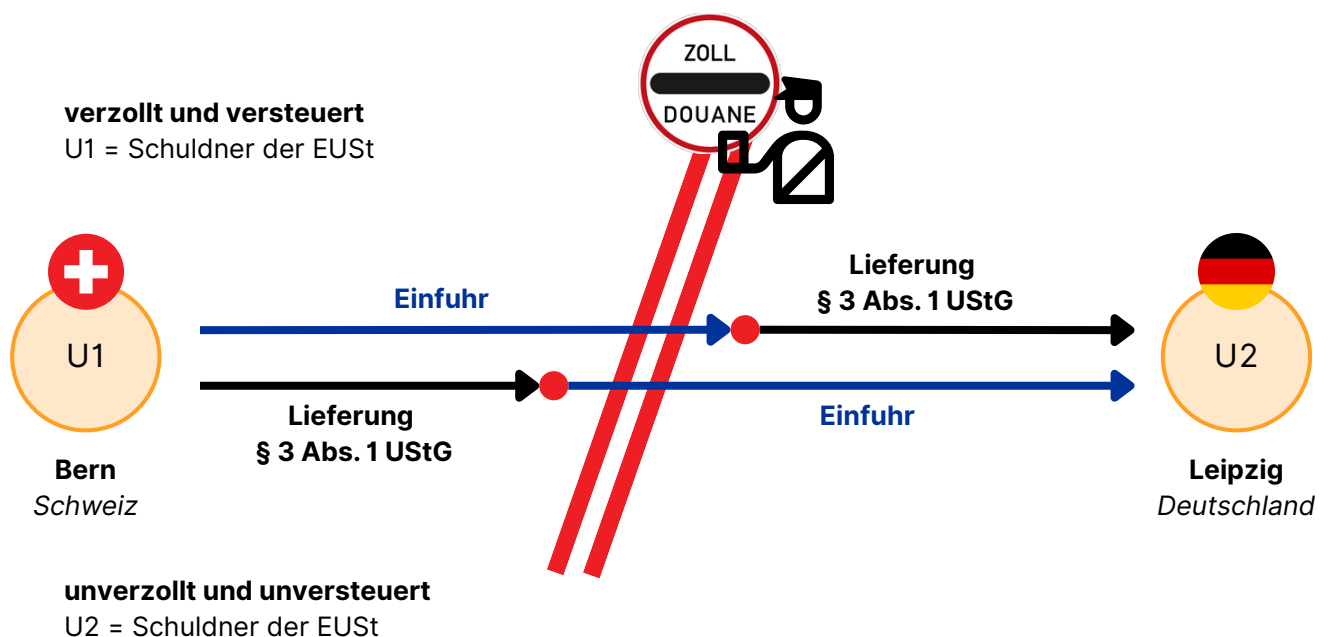 ZOLL
DOUANE
verzollt und versteuert
U1 = Schuldner der EUSt
Lieferung
§ 3 Abs. 1 UStG
Einfuhr
U1
U2
Lieferung
§ 3 Abs. 1 UStG
Einfuhr
Bern
Schweiz
Leipzig
Deutschland
unverzollt und unversteuert
U2 = Schuldner der EUSt